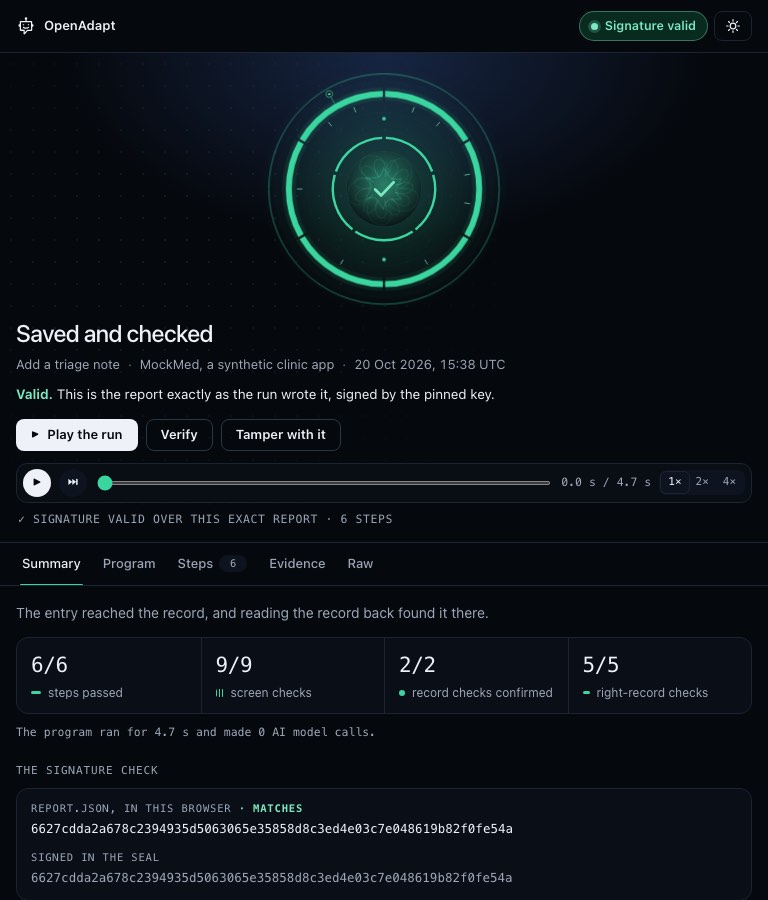 OpenAdapt
Signature valid
Saved and checked
Add a triage note · MockMed, a synthetic clinic app · 20 Oct 2026, 15:38 UTC
Valid. This is the report exactly as the run wrote it, signed by the pinned key.
Play the run
Verify
Tamper with it
0.0 s / 4.7 s 1× 2× 4×
✓ SIGNATURE VALID OVER THIS EXACT REPORT · 6 STEPS
Summary Program Steps 6 Evidence Raw
The entry reached the record, and reading the record back found it there.
6/6 9/9 2/2 5/5
steps passed screen checks record checks confirmed right-record checks
The program ran for 4.7 s and made 0 AI model calls.
THE SIGNATURE CHECK
REPORT.JSON, IN THIS BROWSER · MATCHES
6627cdda2a678c2394935d5063065e35858d8c3ed4e03c7e048619b82f0fe54a
SIGNED IN THE SEAL
6627cdda2a678c2394935d5063065e35858d8c3ed4e03c7e048619b82f0fe54a